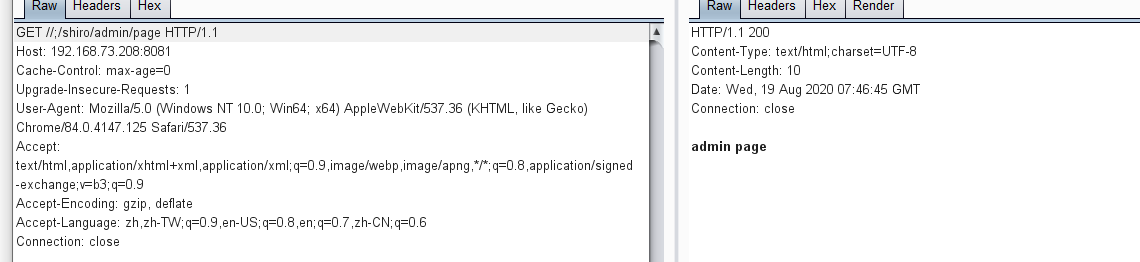 Raw Headers Hex
GET //;/shiro/admin/page HTTP/1.1
Host: 192.168.73.208:8081
Cache-Control: max-age=0
Upgrade-Insecure-Requests: 1
User-Agent: Mozilla/5.0 (Windows NT 10.0; Win64; x64) AppleWebKit/537.36 (KHTML, like Gecko)
Chrome/84.0.4147.125 Safari/537.36
Accept:
text/html,application/xhtml+xml,application/xml;q=0.9,image/webp,image/apng,*/*;q=0.8,application/signed
-exchange;v=b3;q=0.9
Accept-Encoding: gzip, deflate
Accept-Language: zh,zh-TW;q=0.9,en-US;q=0.8,en;q=0.7,zh-CN;q=0.6
Connection: close
Raw Headers Hex Render
HTTP/1.1 200
Content-Type: text/html;charset=UTF-8
Content-Length: 10
Date: Wed, 19 Aug 2020 07:46:45 GMT
Connection: close
admin page